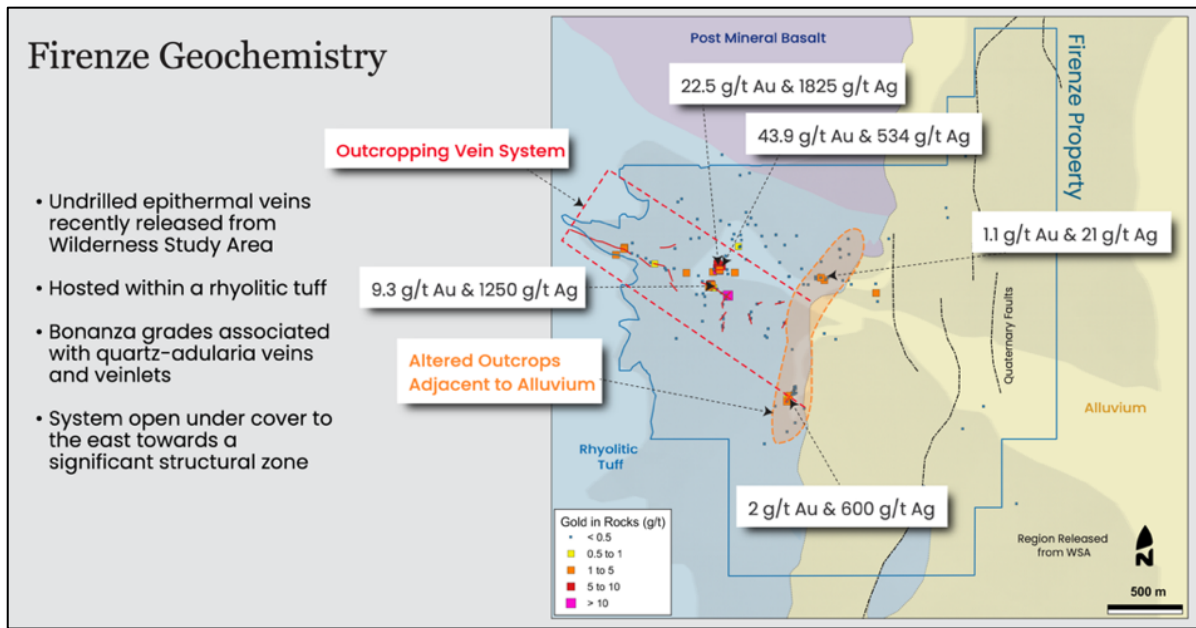 Firenze Geochemistry
• Undrilled epithermal veins
recently released from
Wilderness Study Area
• Hosted within a rhyolitic tuff
• Bonanza grades associated
with quartz-adularia veins
and veinlets
• System open under cover to
the east towards a
significant structural zone
Post Mineral Basalt
22.5 g/t Au & 1825 g/t Ag
43.9 g/t Au & 534 g/t Ag
Outcropping Vein System
Firenze Property
1.1 g/t Au & 21 g/t Ag
9.3 g/t Au & 1250 g/t Ag
Quaternary Faults
Altered Outcrops
Adjacent to Alluvium
Alluvium
Rhyolitic
Tuff
2 g/t Au & 600 g/t Ag
Gold in Rocks (g/t)
< 0.5
0.5 to 1
1 to 5
5 to 10
> 10
Region Released
from WSA
N
500 m